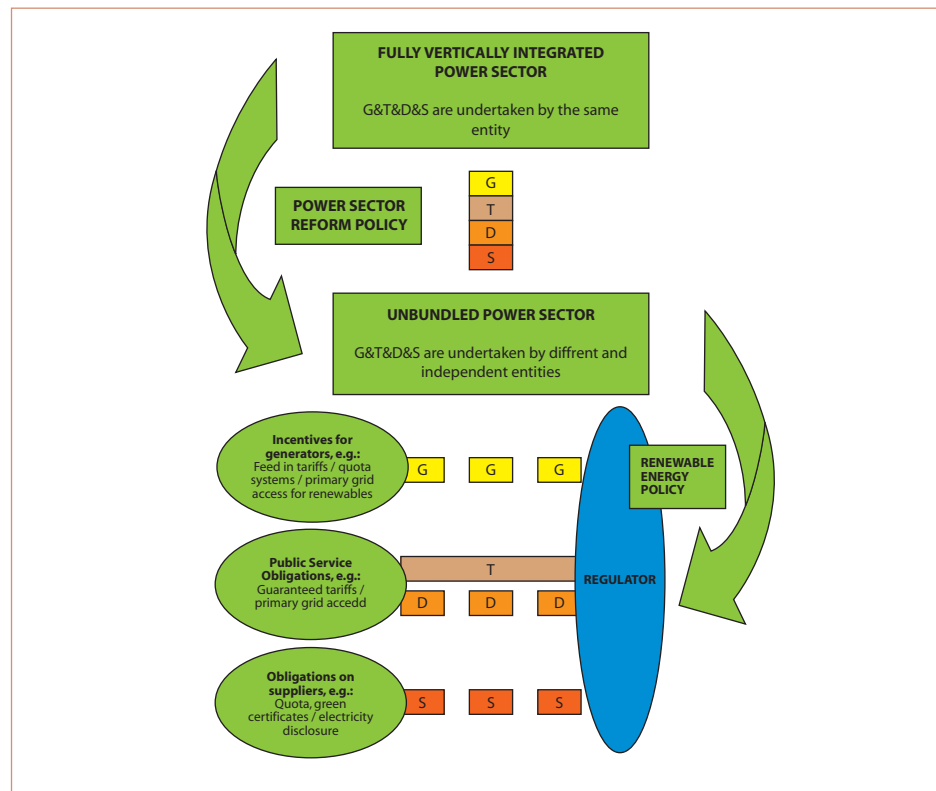 FULLY VERTICALLY INTEGRATED
POWER SECTOR
G&T&D&S are undertaken by the same
entity
POWER SECTOR
REFORM POLICY
G
T
D
S
UNBUNDLED POWER SECTOR
G&T&D&S are undertaken by diffrent and
independent entities
Incentives for
generators, e.g.:
Feed in tariffs / quota
systems / primary grid
access for renewables
G G G
RENEWABLE
ENERGY
POLICY
Public Service
Obligations, e.g.:
Guaranteed tariffs /
primary grid accedd
T
D D D
REGULATOR
Obligations on
suppliers, e.g.:
Quota, green
certificates / electricity
disclosure
S S S